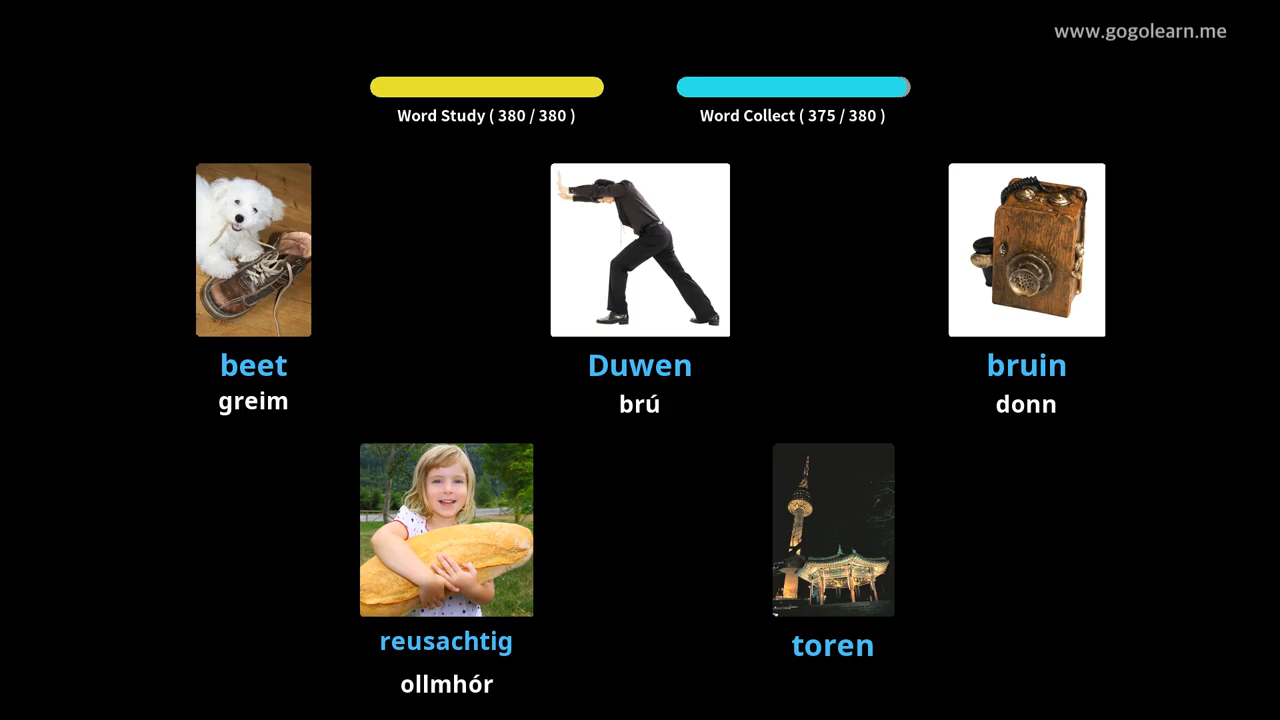 www.gogolearn.me
Word Study ( 380 / 380 )
Word Collect ( 375 / 380 )
beet
greim
Duwen
brú
bruin
donn
reusachtig
ollmhór
toren